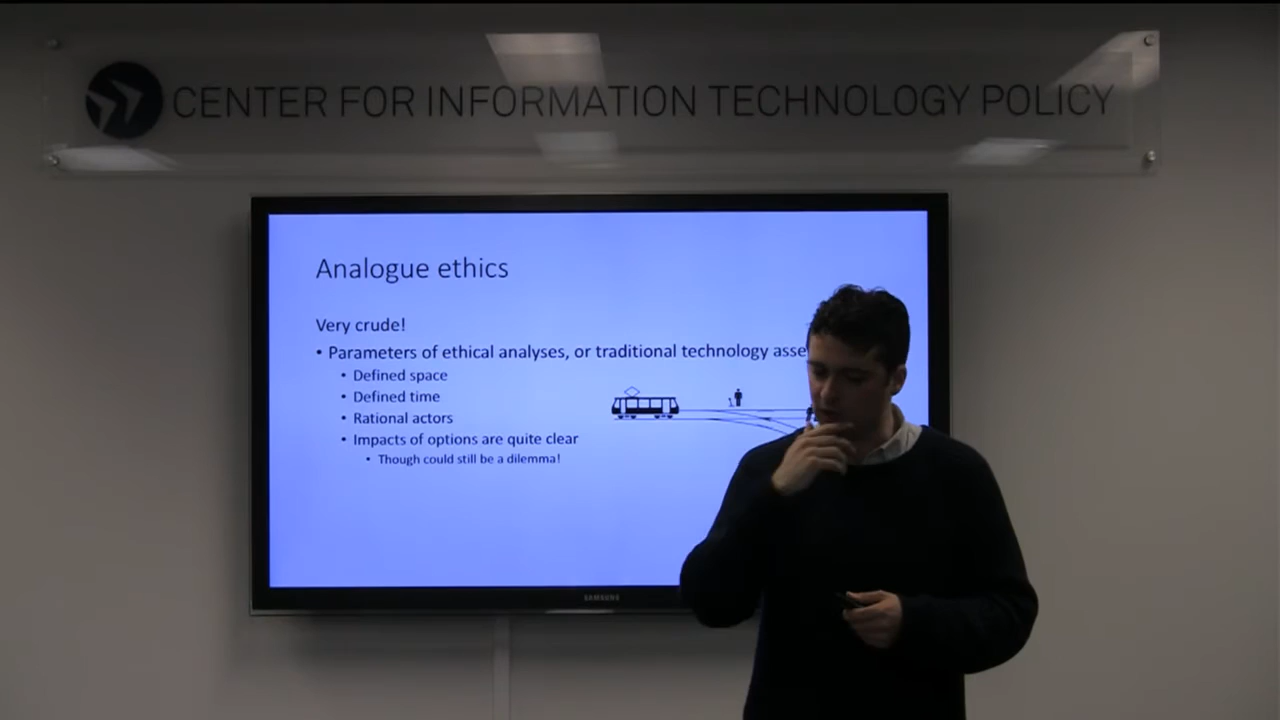 CENTER FOR INFORMATION TECHNOLOGY POLICY
Analogue ethics
Very crude!
• Parameters of ethical analyses, or traditional technology
• Defined space
• Defined time
• Rational actors
• Impacts of options are quite clear
• Though could still be a dilemma!
SAMSUNG